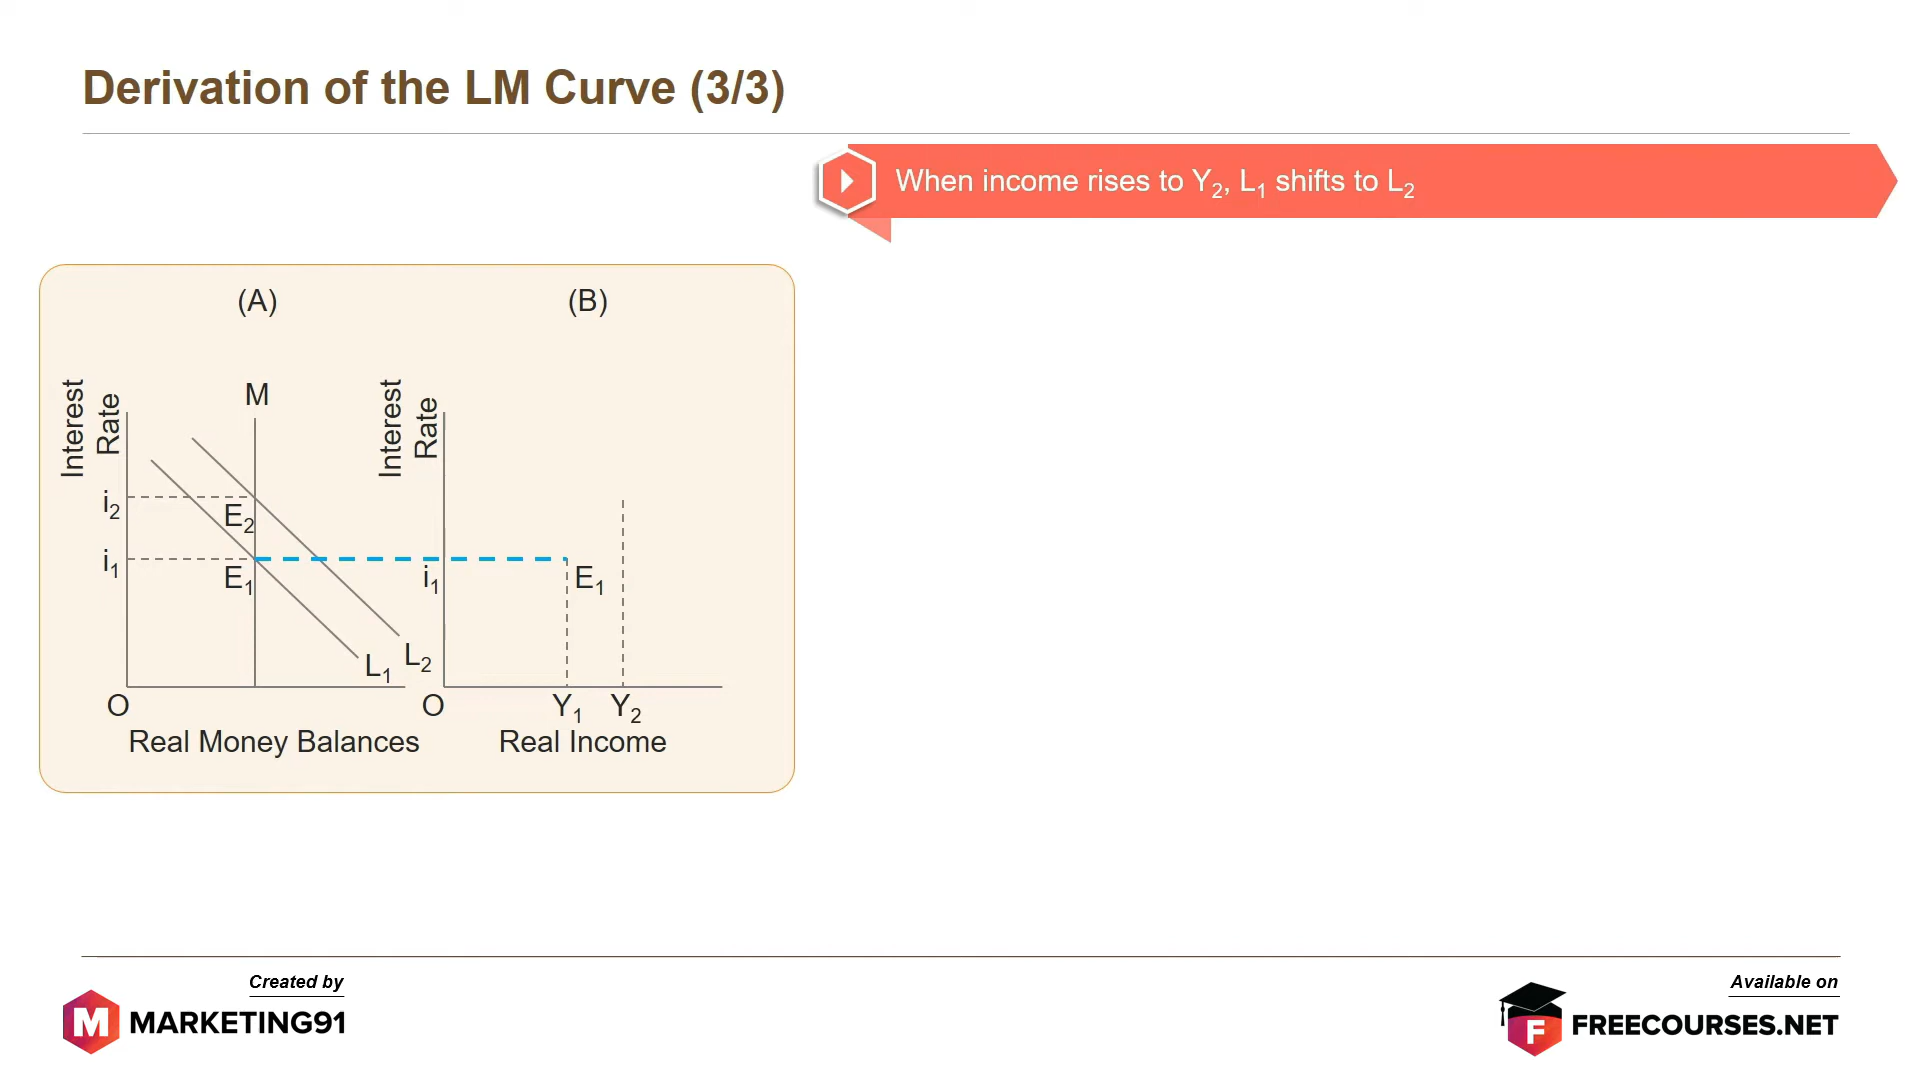 Derivation of the LM Curve (3/3)
When income rises to Y₂, L₁ shifts to L₂
(A)
(B)
Interest
Rate
M
i₂
E₂
i₁
E₁
L₁
L₂
O
Real Money Balances
Interest
Rate
i₁
E₁
O
Y₁
Y₂
Real Income
Created by
M MARKETING91
Available on
F FREECOURSES.NET